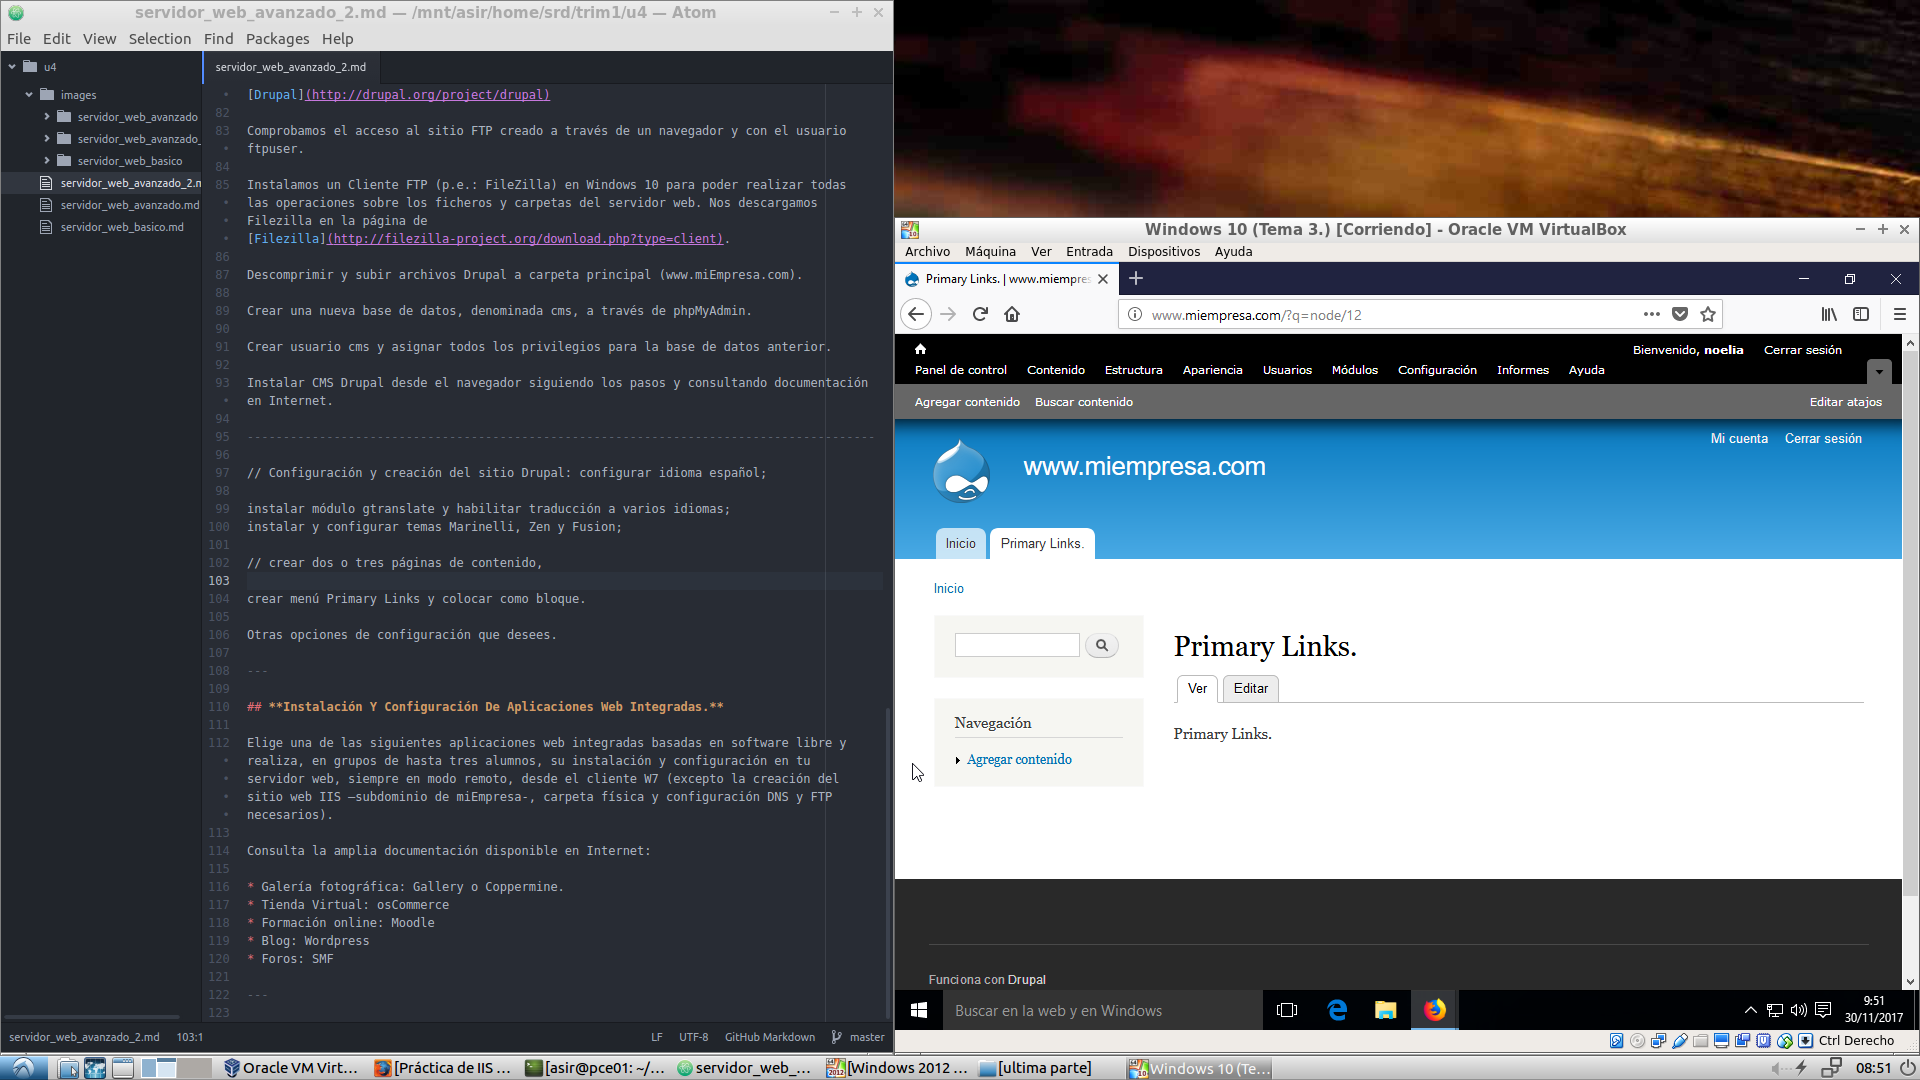 servidor_web_avanzado_2.md — /mnt/asir/home/srd/trim1/u4 — Atom
File Edit View Selection Find Packages Help
u4
images
servidor_web_avanzado
servidor_web_avanzado_
servidor_web_basico
servidor_web_avanzado_2.m
servidor_web_avanzado.md
servidor_web_basico.md
servidor_web_avanzado_2.md
[Drupal](http://drupal.org/project/drupal)
82
83 Comprobamos el acceso al sitio FTP creado a través de un navegador y con el usuario
ftpuser.
84
85 Instalamos un Cliente FTP (p.e.: FileZilla) en Windows 10 para poder realizar todas
las operaciones sobre los ficheros y carpetas del servidor web. Nos descargamos
Filezilla en la página de
[Filezilla](http://filezilla-project.org/download.php?type=client).
86
87 Descomprimir y subir archivos Drupal a carpeta principal (www.miEmpresa.com).
88
89 Crear una nueva base de datos, denominada cms, a través de phpMyAdmin.
90
91 Crear usuario cms y asignar todos los privilegios para la base de datos anterior.
92
93 Instalar CMS Drupal desde el navegador siguiendo los pasos y consultando documentación
en Internet.
94
95 ---------------------------------------------------------------------------------------
96
97 // Configuración y creación del sitio Drupal: configurar idioma español;
98
99 instalar módulo gtranslate y habilitar traducción a varios idiomas;
100 instalar y configurar temas Marinelli, Zen y Fusion;
101
102 // crear dos o tres páginas de contenido,
103
104 crear menú Primary Links y colocar como bloque.
105
106 Otras opciones de configuración que desees.
107
108 ---
109
110 ## **Instalación Y Configuración De Aplicaciones Web Integradas.**
111
112 Elige una de las siguientes aplicaciones web integradas basadas en software libre y
realiza, en grupos de hasta tres alumnos, su instalación y configuración en tu
servidor web, siempre en modo remoto, desde el cliente W7 (excepto la creación del
sitio web IIS –subdominio de miEmpresa-, carpeta física y configuración DNS y FTP
necesarios).
113
114 Consulta la amplia documentación disponible en Internet:
115
116 * Galería fotográfica: Gallery o Coppermine.
117 * Tienda Virtual: osCommerce
118 * Formación online: Moodle
119 * Blog: Wordpress
120 * Foros: SMF
121
122 ---
123
servidor_web_avanzado_2.md 103:1 LF UTF-8 GitHub Markdown master
Windows 10 (Tema 3.) [Corriendo] - Oracle VM VirtualBox
Archivo Máquina Ver Entrada Dispositivos Ayuda
Primary Links. | www.miempres
www.miempresa.com/?q=node/12
Bienvenido, noelia Cerrar sesión
Panel de control Contenido Estructura Apariencia Usuarios Módulos Configuración Informes Ayuda
Agregar contenido Buscar contenido Editar atajos
Mi cuenta Cerrar sesión
www.miempresa.com
Inicio Primary Links.
Inicio
Primary Links.
Ver Editar
Navegación
Primary Links.
Agregar contenido
Funciona con Drupal
Buscar en la web y en Windows
9:51
30/11/2017
Ctrl Derecho
Oracle VM Virt... [Práctica de IIS ... [asir@pce01: ~/... servidor_web_... [Windows 2012 ... [ultima parte] Windows 10 (Te... 08:51